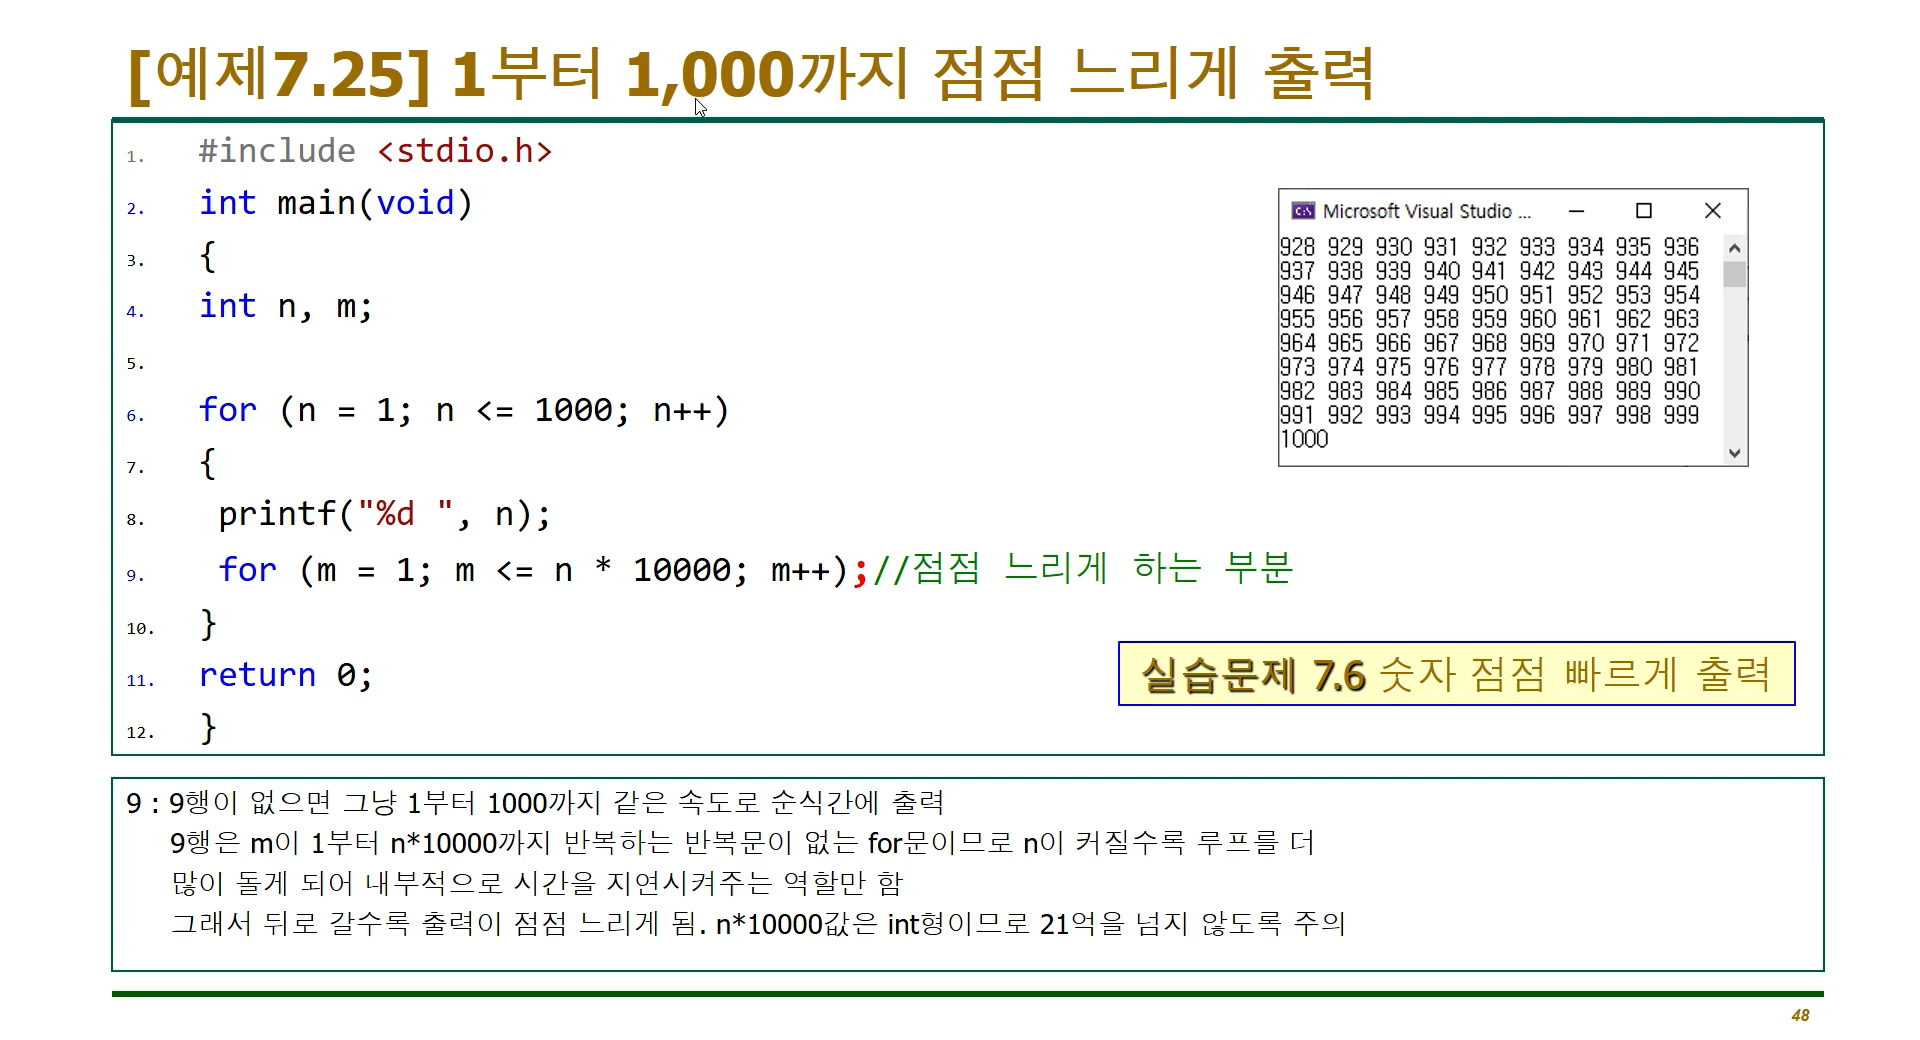 [예제7.25] 1부터 1,000까지 점점 느리게 출력
1. #include <stdio.h>
2. int main(void)
3. {
4. int n, m;
5.
6. for (n = 1; n <= 1000; n++)
7. {
8. printf("%d ", n);
9. for (m = 1; m <= n * 10000; m++);//점점 느리게 하는 부분
10. }
11. return 0;
12. }
Microsoft Visual Studio ...
928 929 930 931 932 933 934 935 936
937 938 939 940 941 942 943 944 945
946 947 948 949 950 951 952 953 954
955 956 957 958 959 960 961 962 963
964 965 966 967 968 969 970 971 972
973 974 975 976 977 978 979 980 981
982 983 984 985 986 987 988 989 990
991 992 993 994 995 996 997 998 999
1000
실습문제 7.6 숫자 점점 빠르게 출력
9 : 9행이 없으면 그냥 1부터 1000까지 같은 속도로 순식간에 출력
9행은 m이 1부터 n*10000까지 반복하는 반복문이 없는 for문이므로 n이 커질수록 루프를 더
많이 돌게 되어 내부적으로 시간을 지연시켜주는 역할만 함
그래서 뒤로 갈수록 출력이 점점 느리게 됨. n*10000값은 int형이므로 21억을 넘지 않도록 주의
48